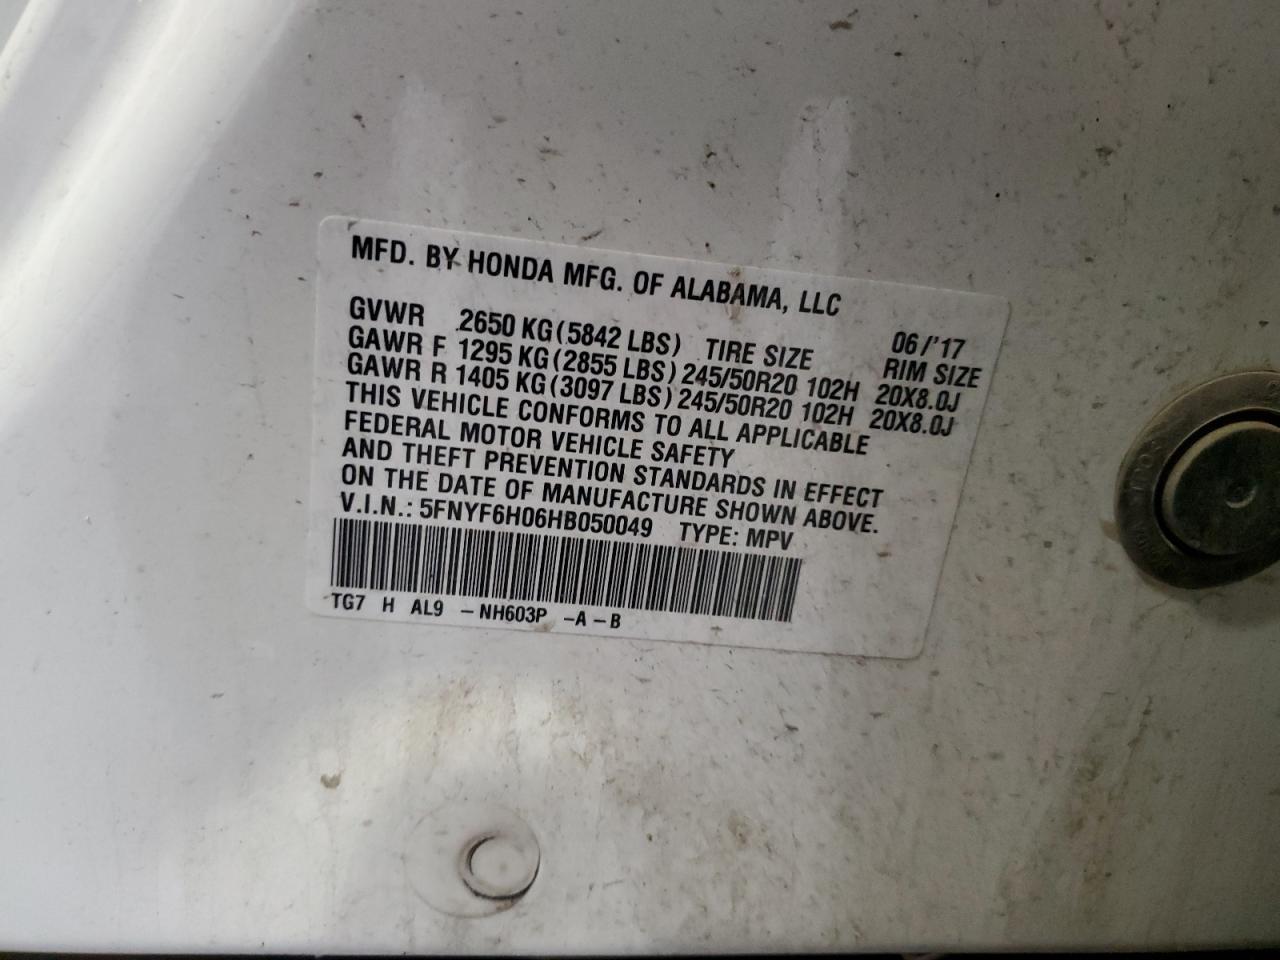 MFD. BY HONDA MFG. OF ALABAMA, LLC
06/'17
GVWR 2650 KG(5842 LBS) TIRE SIZE RIM SIZE
GAWR F 1295 KG(2855 LBS) 245/50R20 102H 20X8.0J
GAWR R 1405 KG(3097 LBS) 245/50R20 102H 20X8.0J
THIS VEHICLE CONFORMS TO ALL APPLICABLE
FEDERAL MOTOR VEHICLE SAFETY
AND THEFT PREVENTION STANDARDS IN EFFECT
ON THE DATE OF MANUFACTURE SHOWN ABOVE.
V.I.N.: 5FNYF6H06HB050049 TYPE: MPV
TG7 H AL9 -NH603P -A-B